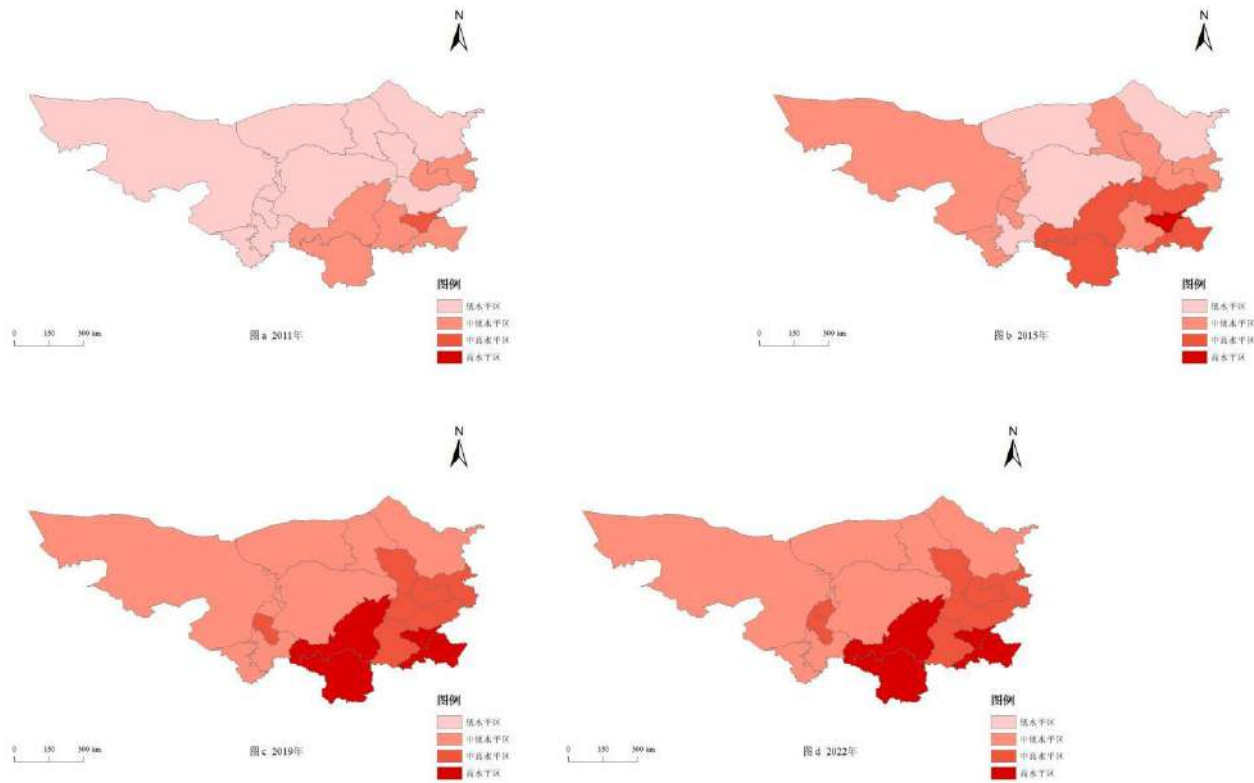 N
N
图例
低水平区
中低水平区
中高水平区
高水平区
0 150 300 km
图a 2011年
图例
低水平区
中低水平区
中高水平区
高水平区
0 150 300 km
图b 2015年
N
N
图例
低水平区
中低水平区
中高水平区
高水平区
0 150 300 km
图c 2019年
图例
低水平区
中低水平区
中高水平区
高水平区
0 150 300 km
图d 2022年